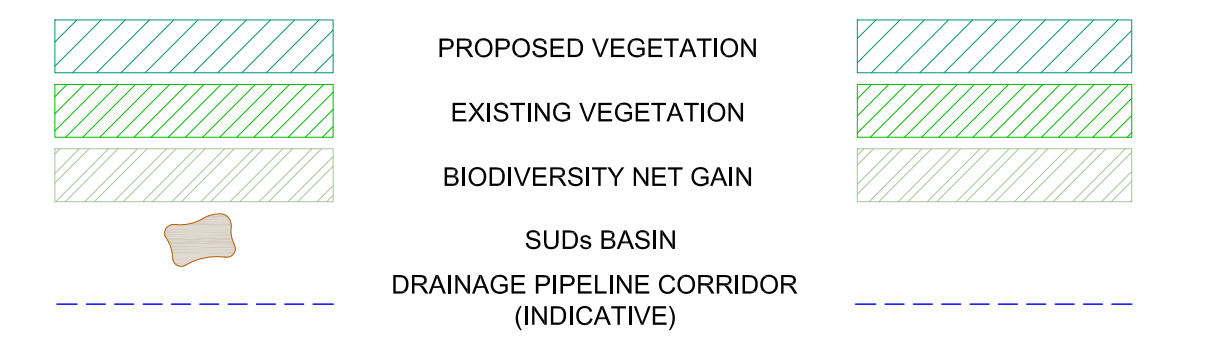 PROPOSED VEGETATION
EXISTING VEGETATION
BIODIVERSITY NET GAIN
SUDs BASIN
DRAINAGE PIPELINE CORRIDOR
(INDICATIVE)